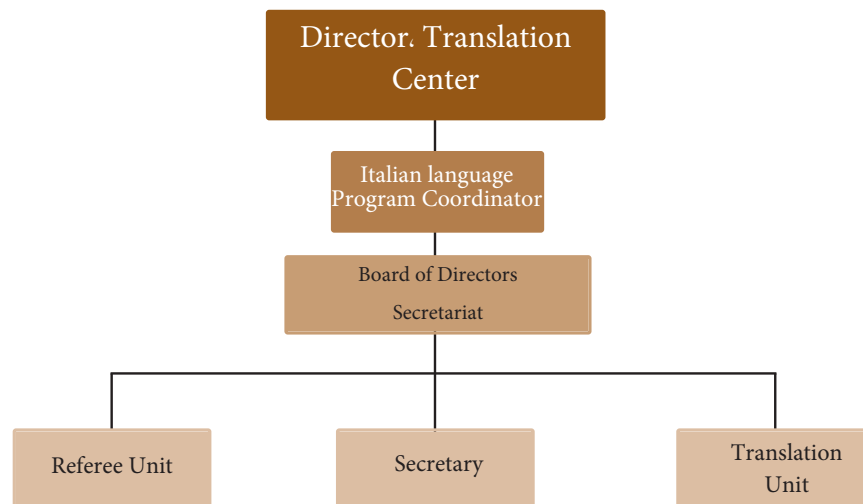 Director، Translation
Center
Italian language
Program Coordinator
Board of Directors
Secretariat
Referee Unit
Secretary
Translation
Unit